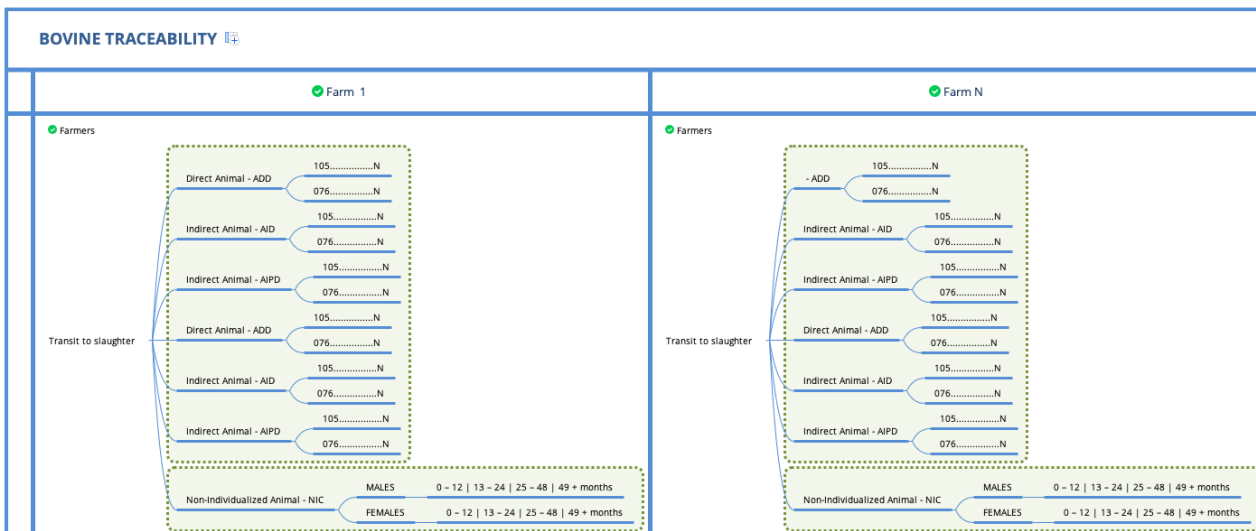 BOVINE TRACEABILITY
Farm 1
Farm N
Farmers
Transit to slaughter
Direct Animal - ADD
105................N
076................N
Indirect Animal - AID
105................N
076................N
Indirect Animal - AIPD
105................N
076................N
Direct Animal - ADD
105................N
076................N
Indirect Animal - AID
105................N
076................N
Indirect Animal - AIPD
105................N
076................N
Non-Individualized Animal - NIC
MALES
0 – 12 | 13 – 24 | 25 – 48 | 49 + months
FEMALES
0 – 12 | 13 – 24 | 25 – 48 | 49 + months
Farmers
Transit to slaughter
- ADD
105................N
076................N
Indirect Animal - AID
105................N
076................N
Indirect Animal - AIPD
105................N
076................N
Direct Animal - ADD
105................N
076................N
Indirect Animal - AID
105................N
076................N
Indirect Animal - AIPD
105................N
076................N
Non-Individualized Animal - NIC
MALES
0 – 12 | 13 – 24 | 25 – 48 | 49 + months
FEMALES
0 – 12 | 13 – 24 | 25 – 48 | 49 + months